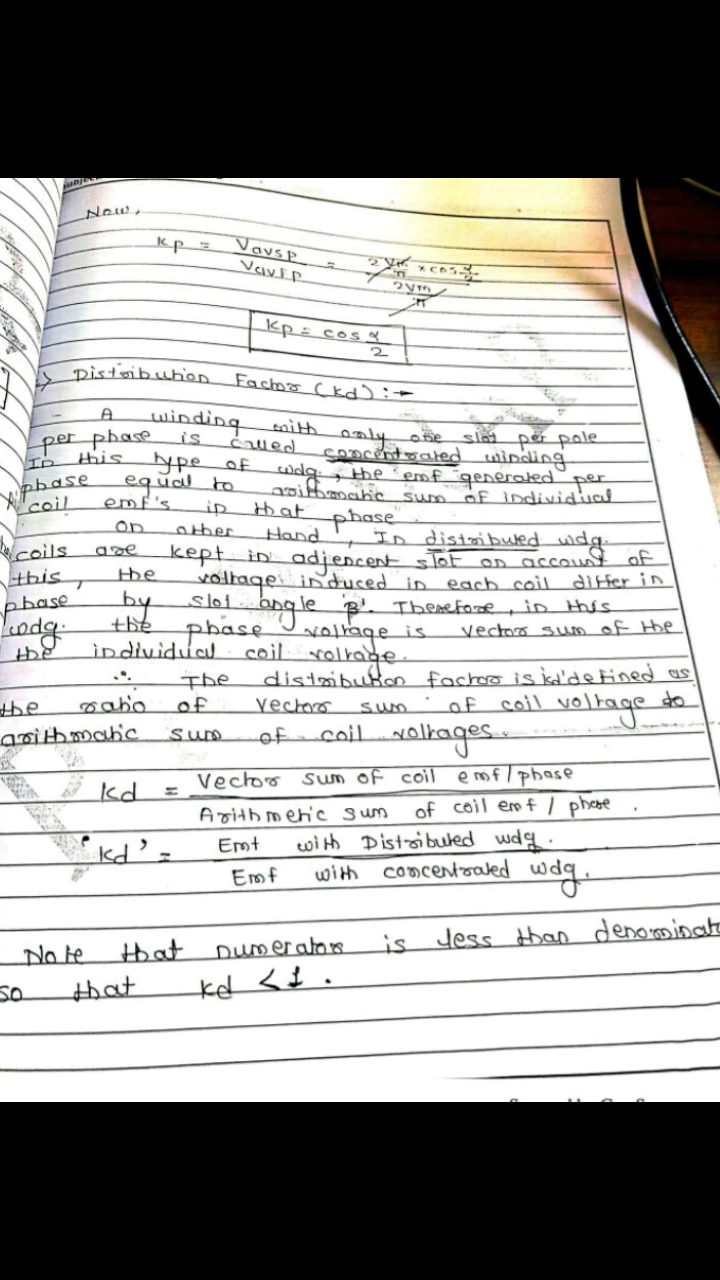 Now,
Kp = Vavsp / VavFp = 2Vm/π × cos α/2 / 2Vm/π
Kp = cos α/2
> Distribution Factor (Kd) :-
- A winding with only one slot per pole
per phase is called concentrated winding
In this type of wdg, the emf generated per
phase equal to arithmatic sum of individual
coil emf's in that phase
on other Hand, In distributed wdg.
coils are kept in adjencent slot on account of
this, the voltage induced in each coil differ in
phase by slot angle 'β'. Therefore, in this
wdg. the phase voltage is vector sum of the
the individual coil voltage.
∴ The distribution factor is kd' defined as
the ratio of vector sum of coil voltage to
arithmatic sum of coil voltages.
Kd = Vector sum of coil emf/phase
Arithmetic sum of coil emf / phase.
'Kd' = Emf with Distributed wdg.
Emf with concentrated wdg.
Note that numerator is less than denominat
so that kd < 1.